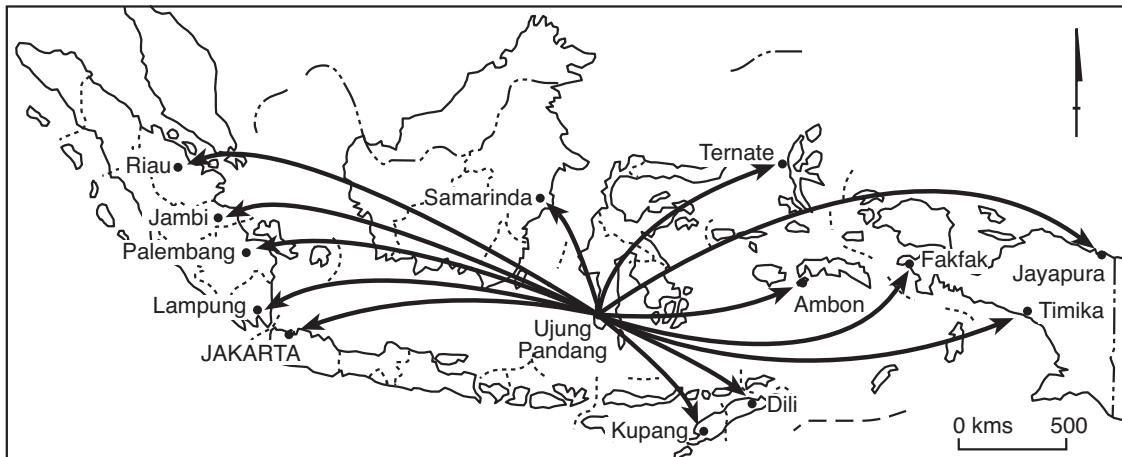 Riau
Jambi
Palembang
Lampung
JAKARTA
Samarinda
Ujung
Pandang
Ternate
Ambon
Fakfak
Jayapura
Timika
Dili
Kupang
0 kms 500